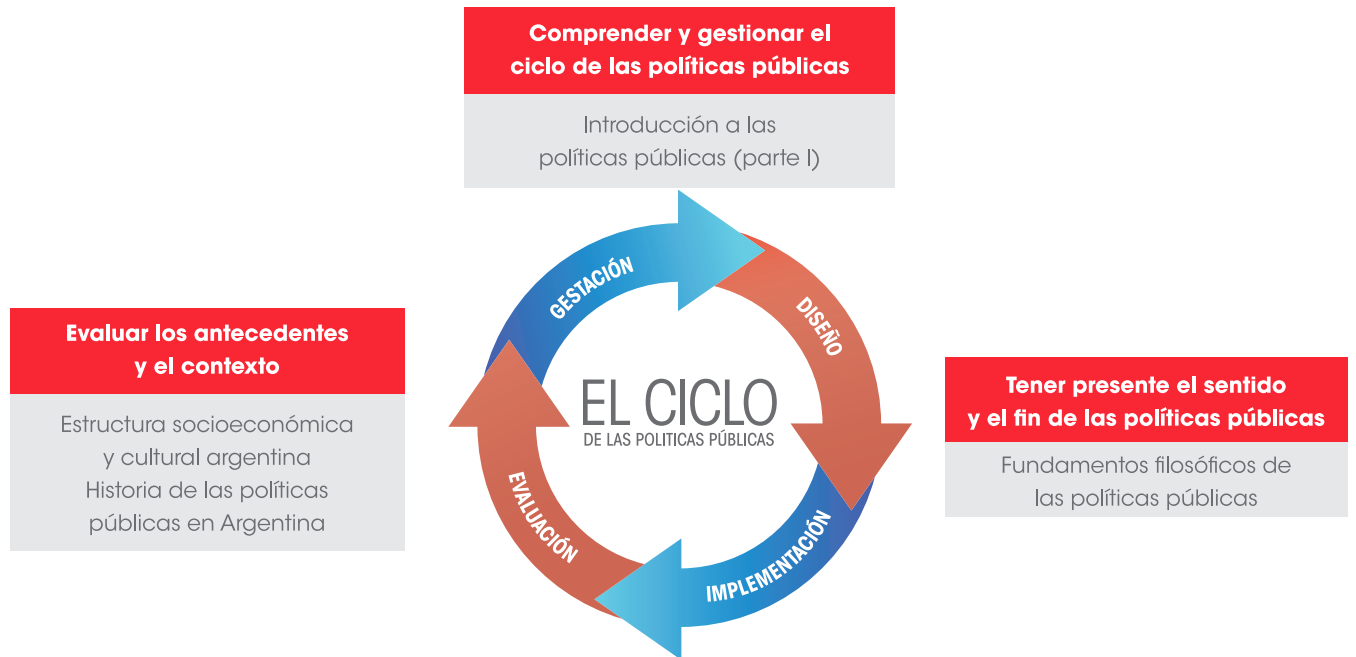 Comprender y gestionar el
ciclo de las políticas públicas
Introducción a las
políticas públicas (parte I)
GESTACIÓN
DISEÑO
Evaluar los antecedentes
y el contexto
Estructura socioeconómica
y cultural argentina
Historia de las políticas
públicas en Argentina
EL CICLO
DE LAS POLITICAS PÚBLICAS
Tener presente el sentido
y el fin de las políticas públicas
Fundamentos filosóficos de
las políticas públicas
EVALUACIÓN
IMPLEMENTACIÓN